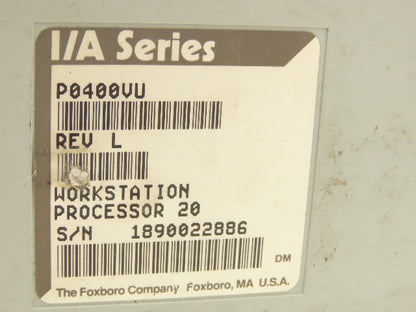 I/A Series
P0400VU
REV L
WORKSTATION
PROCESSOR 20
S/N 1890022886
DM
The Foxboro Company Foxboro, MA U.S.A.